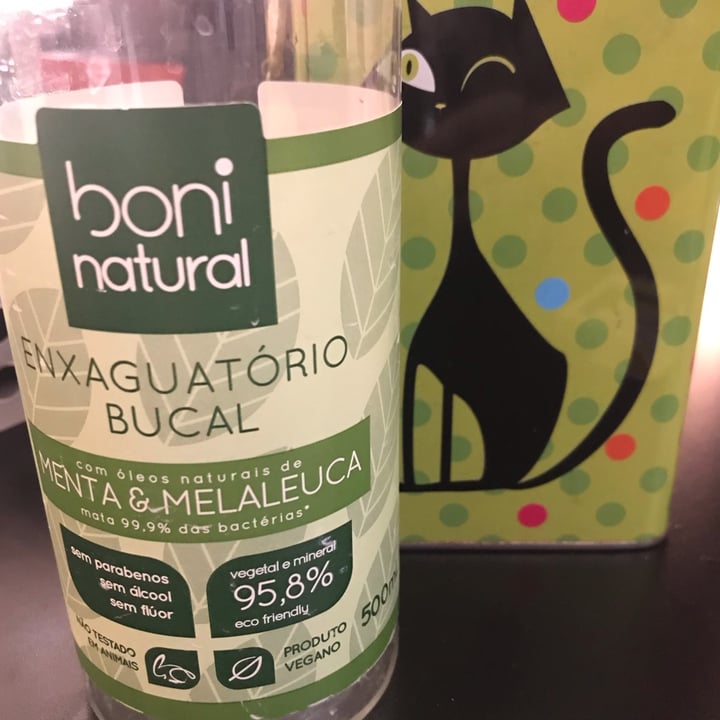 boni
natural
ENXAGUATÓRIO
BUCAL
com óleos naturais de
MENTA & MELALEUCA
mata 99,9% das bactérias*
sem parabenos
sem álcool
sem flúor
vegetal e mineral
95,8%
eco friendly
500m
NÃO TESTADO
EM ANIMAIS
PRODUTO
VEGANO